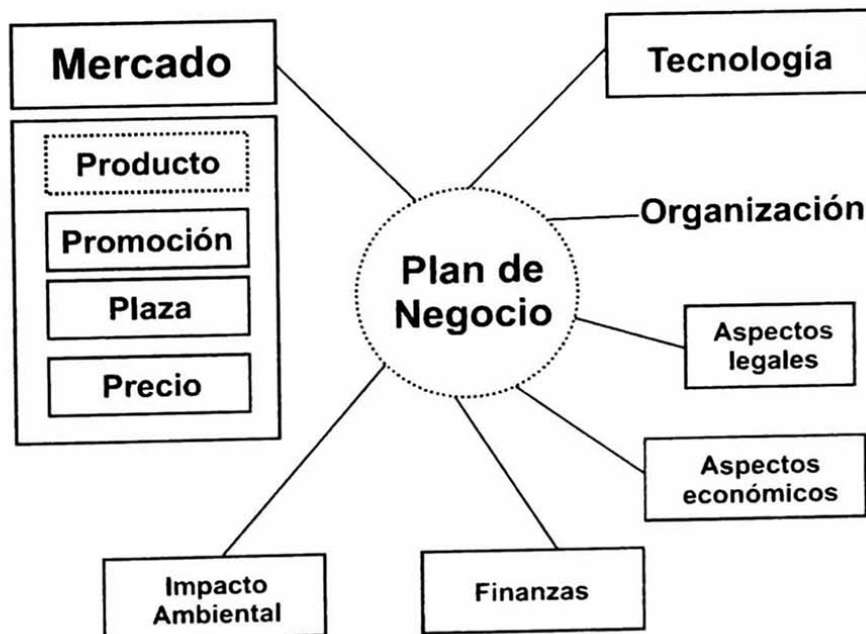 Mercado
Producto
Promoción
Plaza
Precio
Tecnología
Organización
Plan de
Negocio
Aspectos
legales
Aspectos
económicos
Impacto
Ambiental
Finanzas